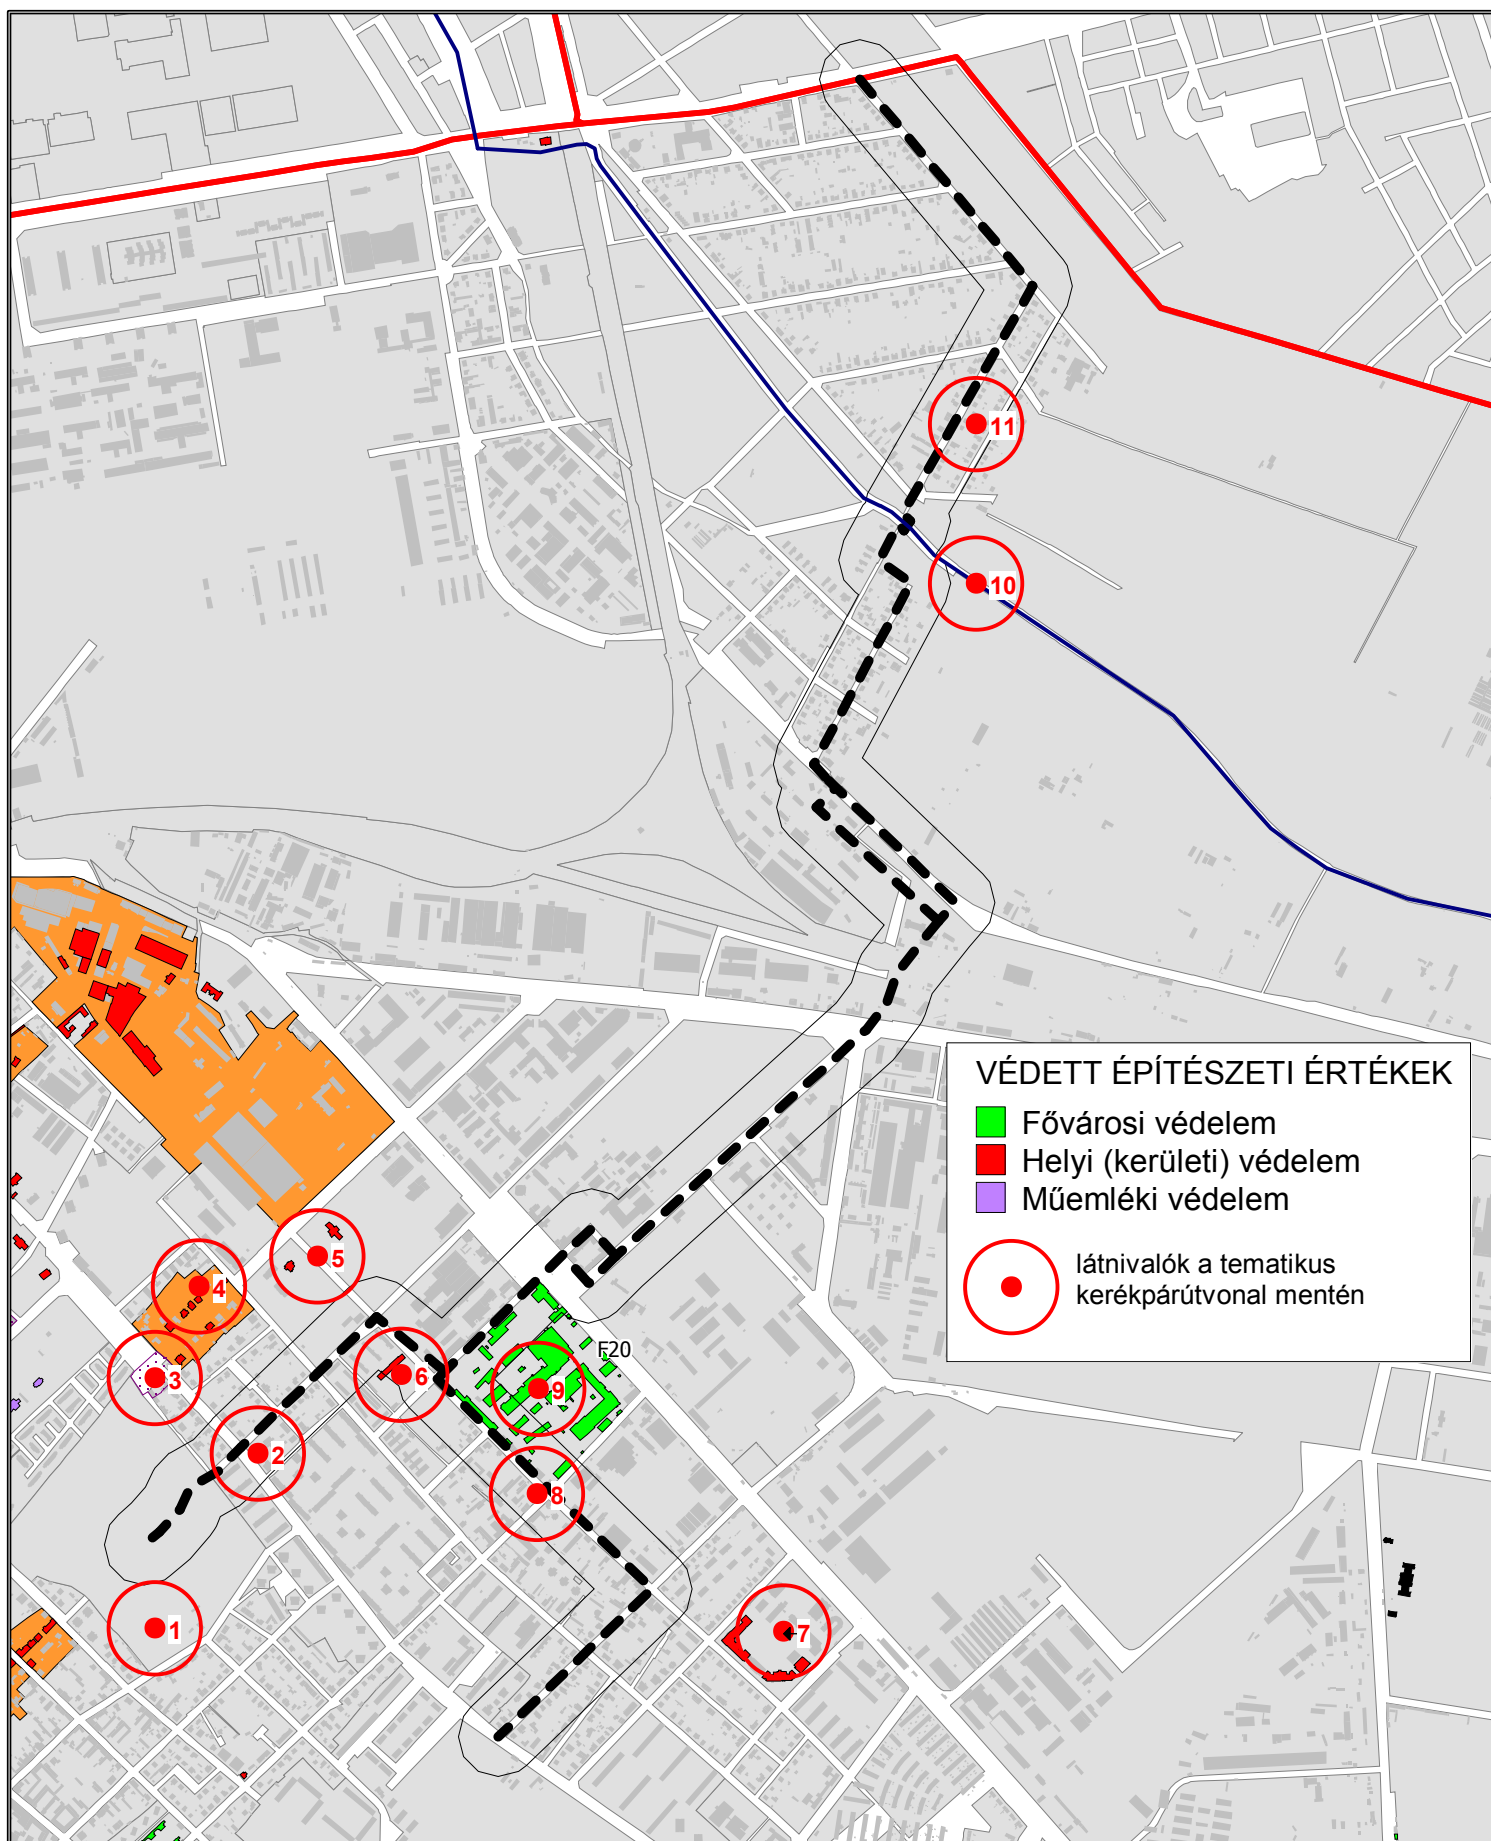 11
10
VÉDETT ÉPÍTÉSZETI ÉRTÉKEK
Fővárosi védelem
Helyi (kerületi) védelem
Műemléki védelem
látnivalók a tematikus
kerékpárútvonal mentén
5
4
F20
3
6
9
2
8
1
7